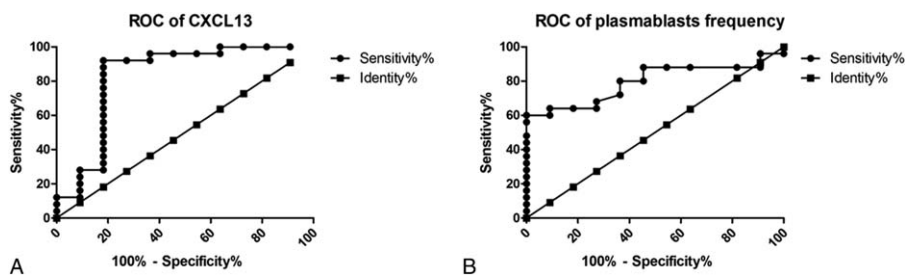 ROC of CXCL13
100
80
60
40
20
0
Sensitivity%
0 20 40 60 80 100
100% - Specificity%
Sensitivity%
Identity%
A
ROC of plasmablasts frequency
100
80
60
40
20
0
Sensitivity%
0 20 40 60 80 100
100% - Specificity%
Sensitivity%
Identity%
B